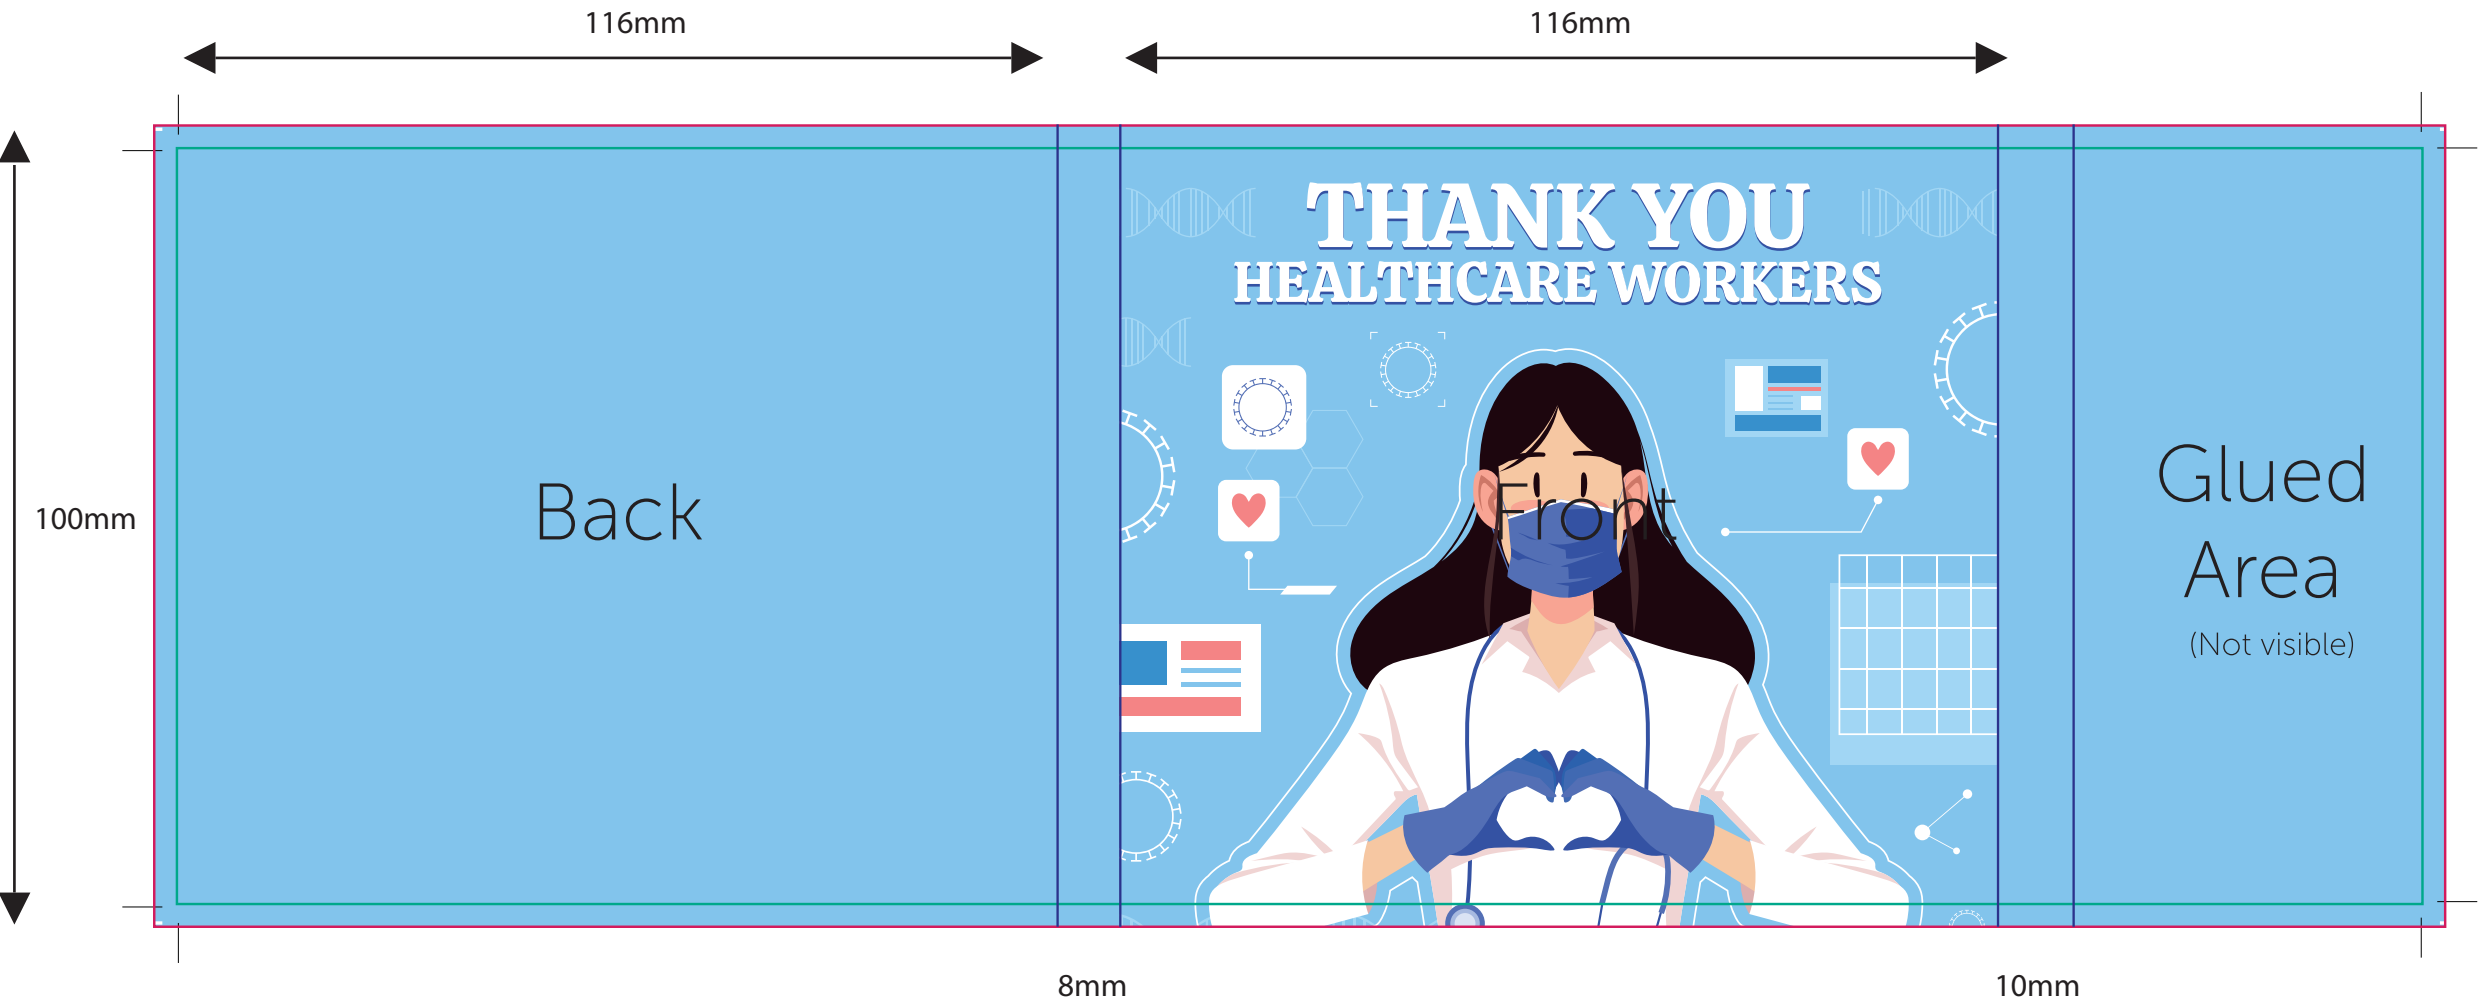 116mm
116mm
THANK YOU
HEALTHCARE WORKERS
Back
Front
Glued
Area
(Not visible)
100mm
8mm
10mm